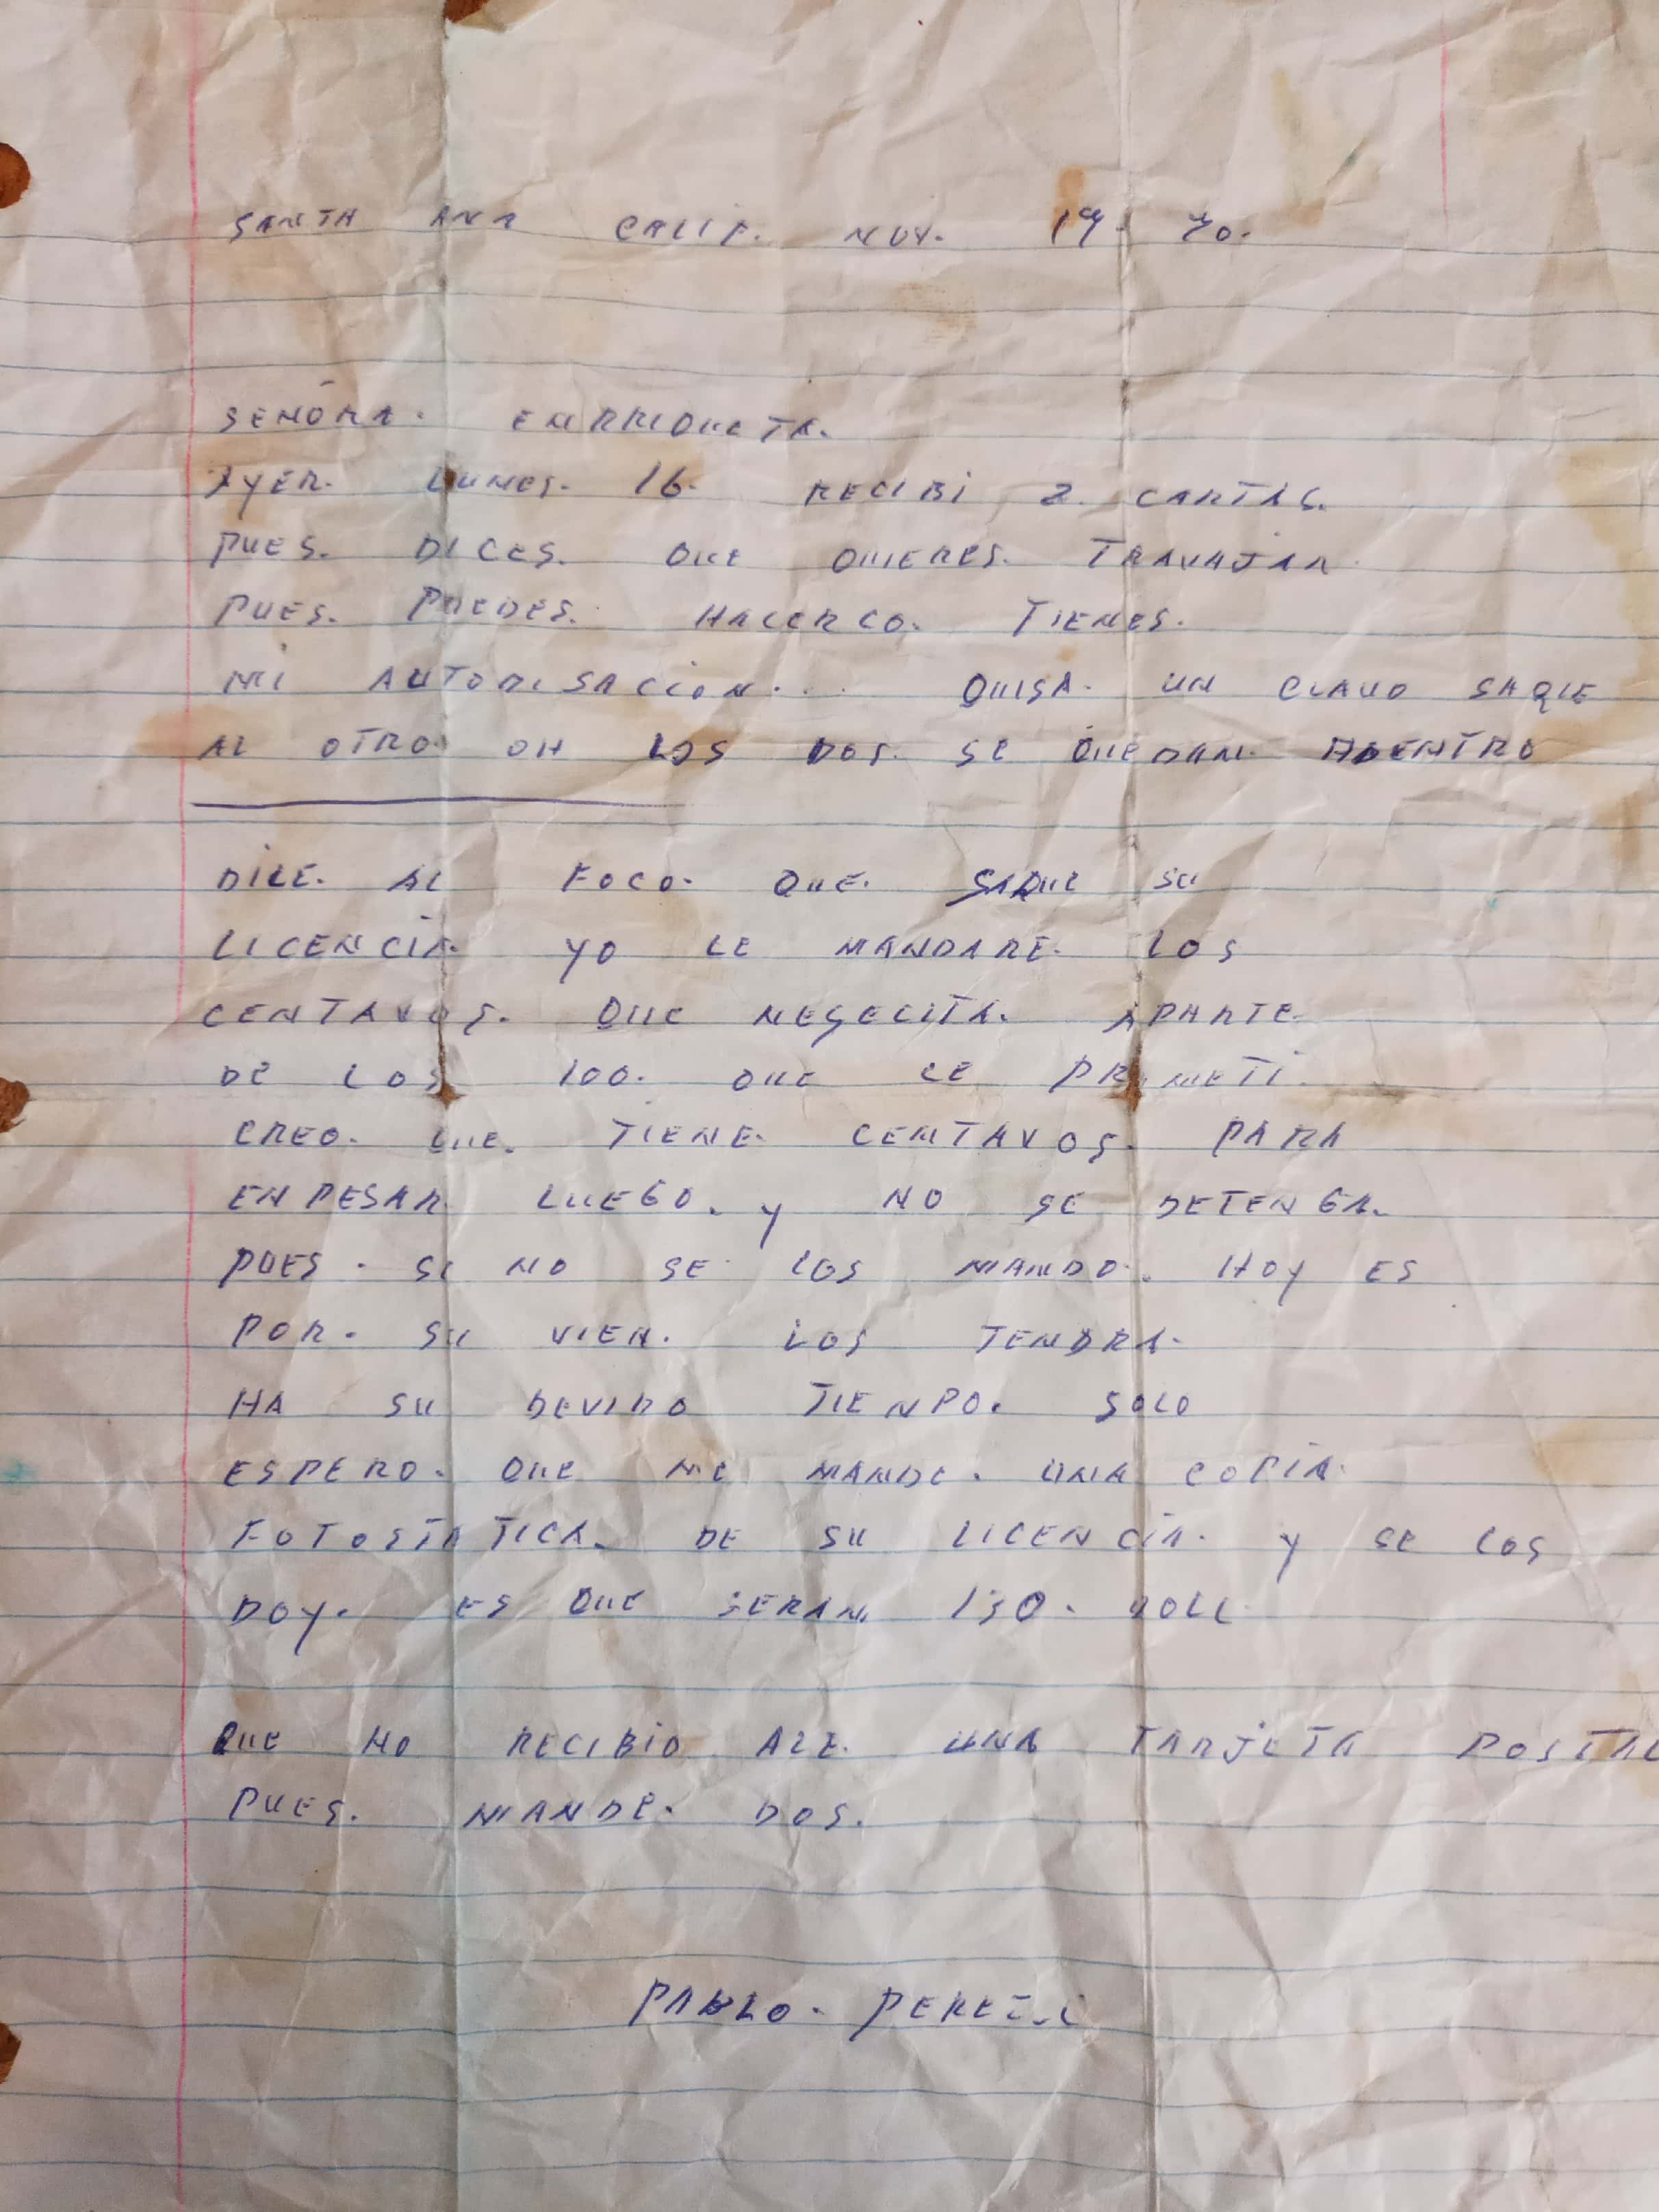 SANTA ANA CALIF. NOV. 17 70.
SEÑORA. ENRRIQUETA.
AYER. LUNES. 16. RECIBI 2 CARTAS.
PUES. DICES. QUE QUIERES. TRAVAJAR
PUES. PUEDES. HACERLO. TIENES.
MI AUTORISACION... QUISA. UN CLAVO SAQUE
AL OTRO OH LOS DOS. SE QUEDAN. ADENTRO
DILE. AL FOCO. QUE. SAQUE SU
LICENCIA. YO LE MANDARE. LOS
CENTAVOS. QUE NESECITA. APARTE
DE LOS 100. QUE LE PROMETI.
CREO. QUE. TIENE. CENTAVOS. PARA
ENPESAR LUEGO. Y NO SE DETENGA.
PUES. SI NO SE LOS MANDO. HOY ES
POR. SU VIEN. LOS TENDRA.
HA SU DEVIDO TIENPO. SOLO
ESPERO. QUE ME MANDE. UNA COPIA.
FOTOSTATICA. DE SU LICENCIA. Y SE LOS
DOY. ES QUE SERAN 130. DOLL
QUE NO RECIBIO ALE. UNA TARJETA POSTAL
PUES. MANDE. DOS.
PABLO. PEREZ.